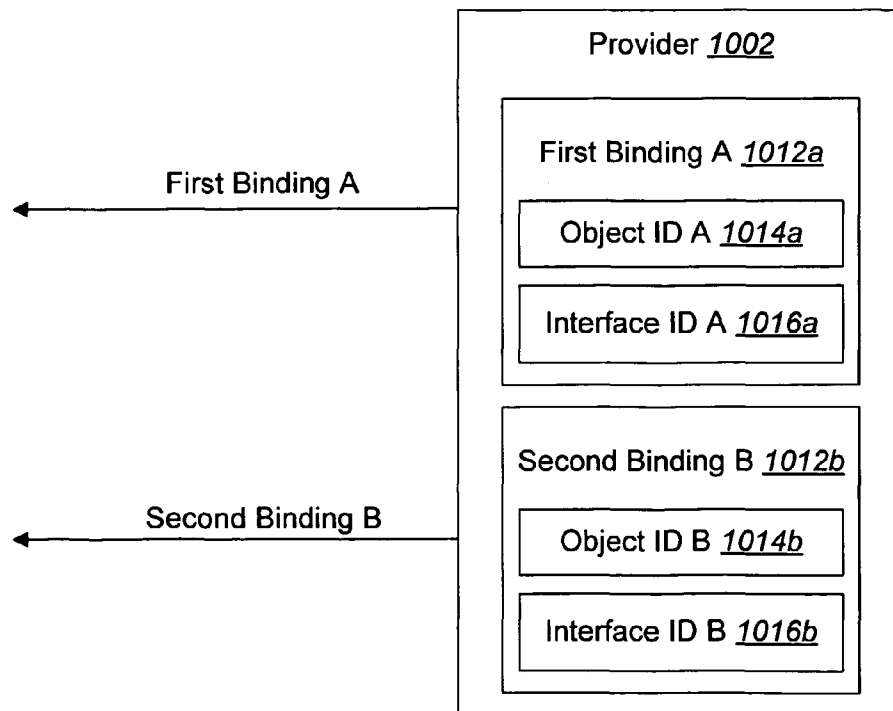 Provider 1002
First Binding A 1012a
First Binding A
Object ID A 1014a
Interface ID A 1016a
Second Binding B 1012b
Second Binding B
Object ID B 1014b
Interface ID B 1016b